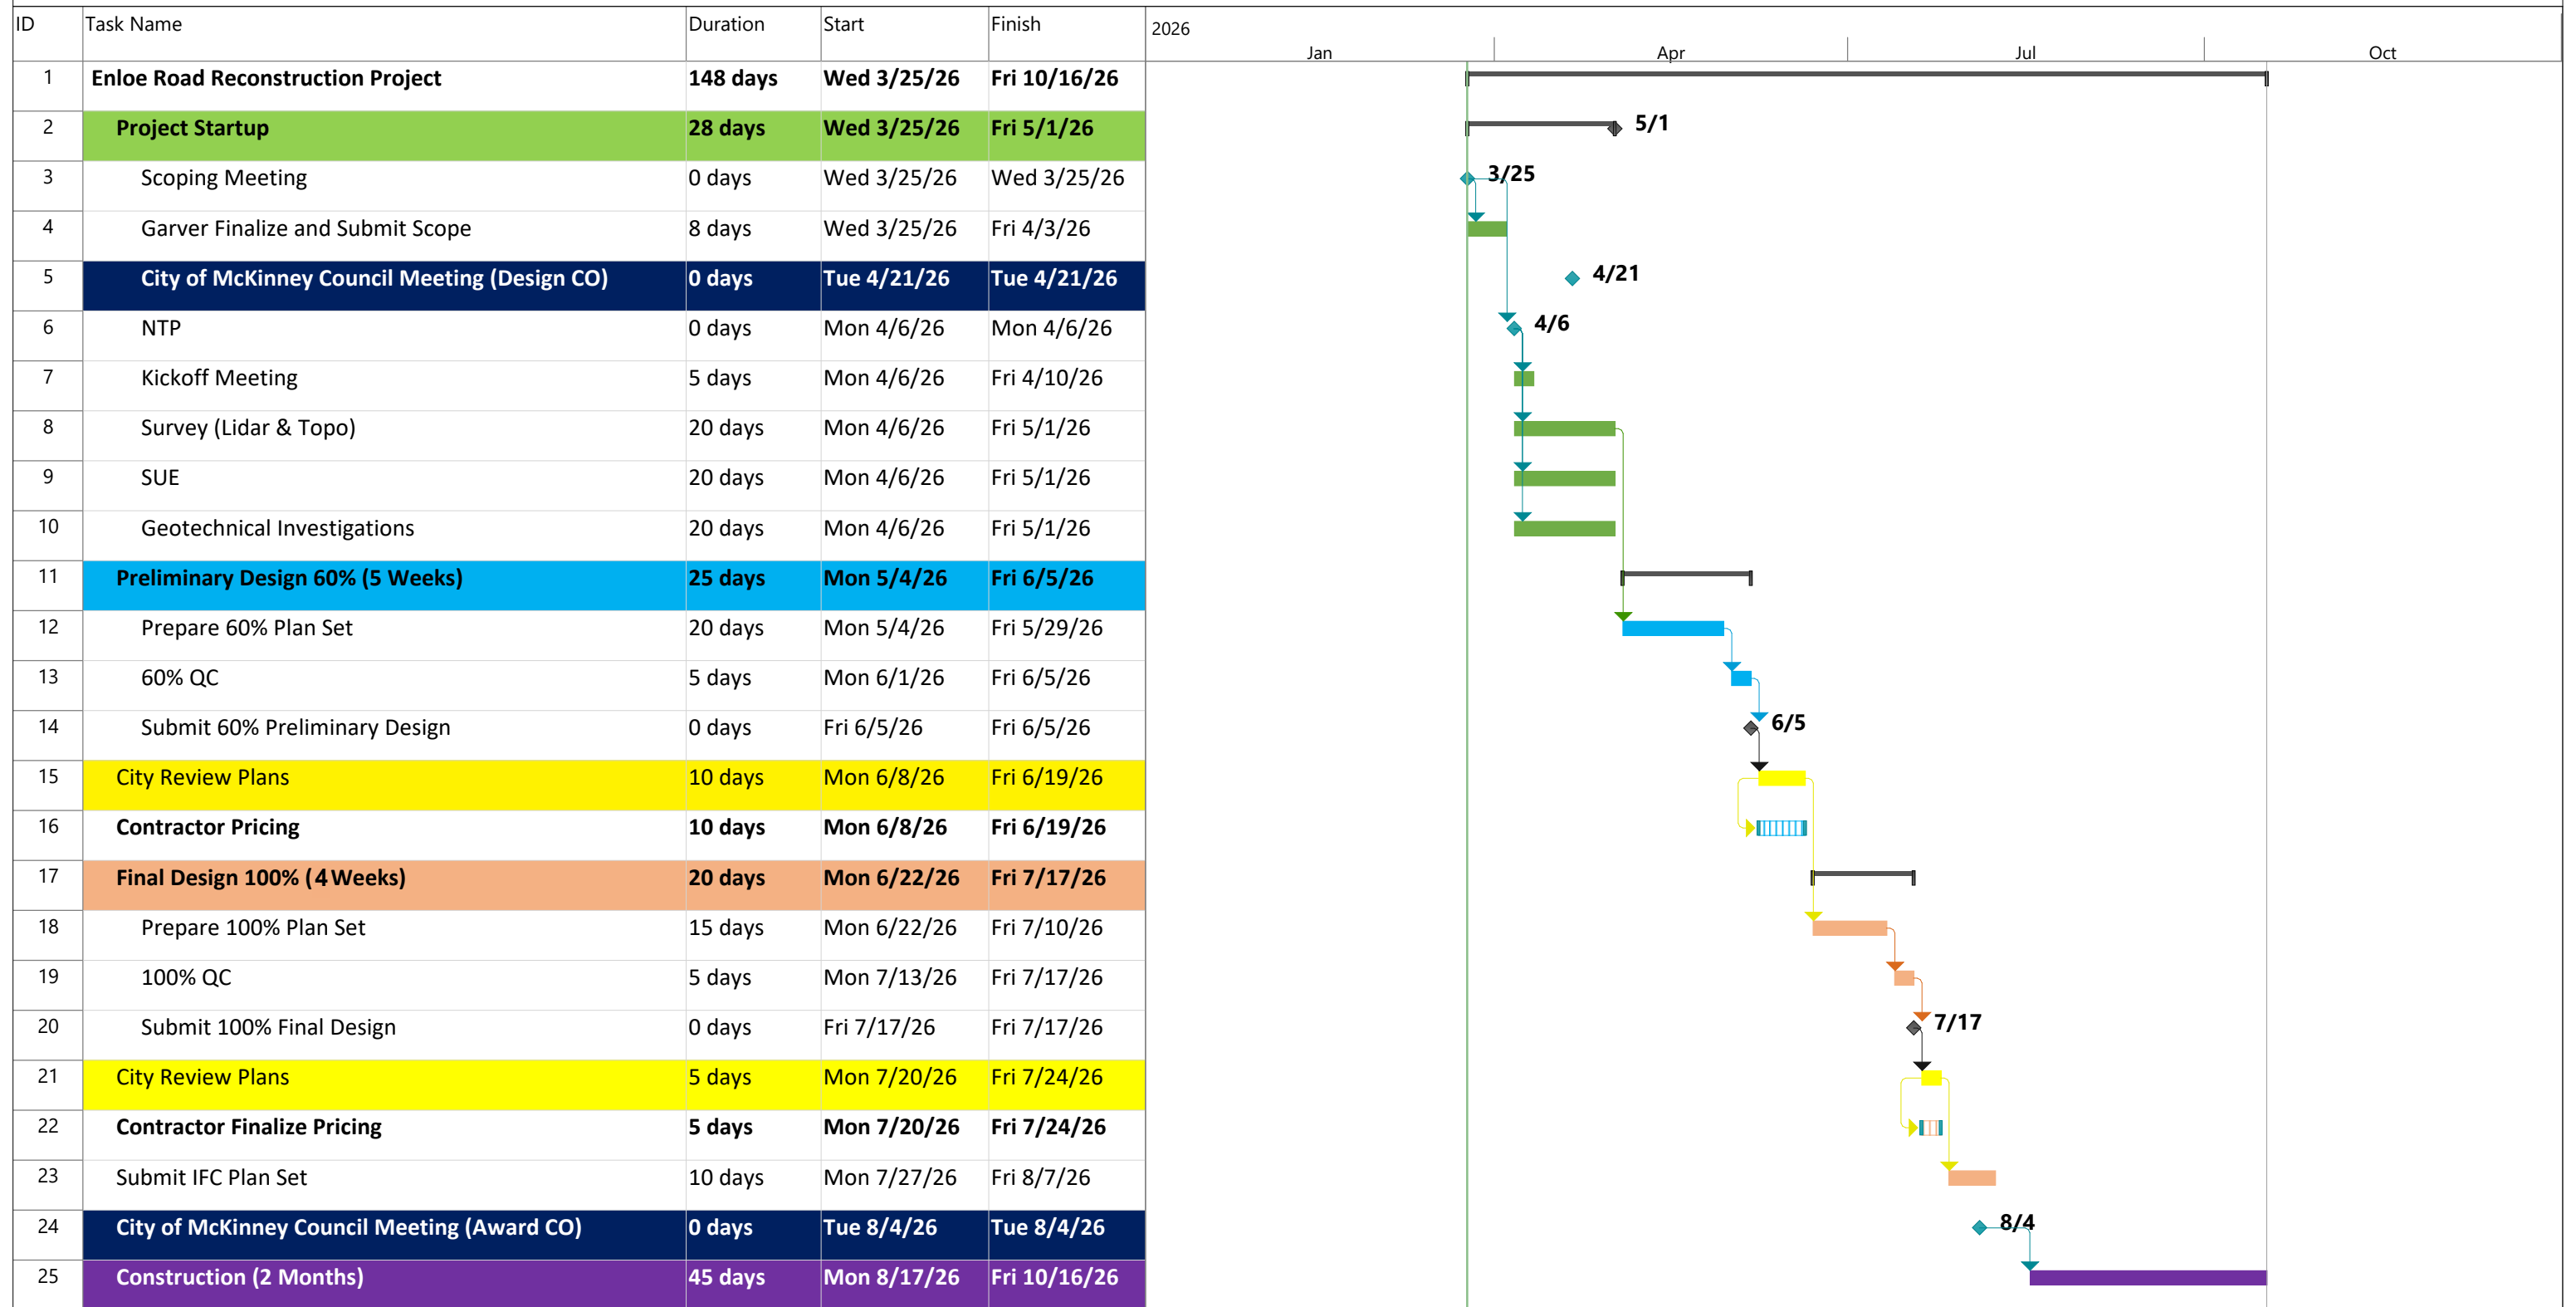 ID Task Name Duration Start Finish 2026
Jan Apr Jul Oct
1 Enloe Road Reconstruction Project 148 days Wed 3/25/26 Fri 10/16/26
2 Project Startup 28 days Wed 3/25/26 Fri 5/1/26 5/1
3 Scoping Meeting 0 days Wed 3/25/26 Wed 3/25/26 3/25
4 Garver Finalize and Submit Scope 8 days Wed 3/25/26 Fri 4/3/26
5 City of McKinney Council Meeting (Design CO) 0 days Tue 4/21/26 Tue 4/21/26 4/21
6 NTP 0 days Mon 4/6/26 Mon 4/6/26 4/6
7 Kickoff Meeting 5 days Mon 4/6/26 Fri 4/10/26
8 Survey (Lidar & Topo) 20 days Mon 4/6/26 Fri 5/1/26
9 SUE 20 days Mon 4/6/26 Fri 5/1/26
10 Geotechnical Investigations 20 days Mon 4/6/26 Fri 5/1/26
11 Preliminary Design 60% (5 Weeks) 25 days Mon 5/4/26 Fri 6/5/26
12 Prepare 60% Plan Set 20 days Mon 5/4/26 Fri 5/29/26
13 60% QC 5 days Mon 6/1/26 Fri 6/5/26
14 Submit 60% Preliminary Design 0 days Fri 6/5/26 Fri 6/5/26 6/5
15 City Review Plans 10 days Mon 6/8/26 Fri 6/19/26
16 Contractor Pricing 10 days Mon 6/8/26 Fri 6/19/26
17 Final Design 100% (4 Weeks) 20 days Mon 6/22/26 Fri 7/17/26
18 Prepare 100% Plan Set 15 days Mon 6/22/26 Fri 7/10/26
19 100% QC 5 days Mon 7/13/26 Fri 7/17/26
20 Submit 100% Final Design 0 days Fri 7/17/26 Fri 7/17/26 7/17
21 City Review Plans 5 days Mon 7/20/26 Fri 7/24/26
22 Contractor Finalize Pricing 5 days Mon 7/20/26 Fri 7/24/26
23 Submit IFC Plan Set 10 days Mon 7/27/26 Fri 8/7/26
24 City of McKinney Council Meeting (Award CO) 0 days Tue 8/4/26 Tue 8/4/26 8/4
25 Construction (2 Months) 45 days Mon 8/17/26 Fri 10/16/26